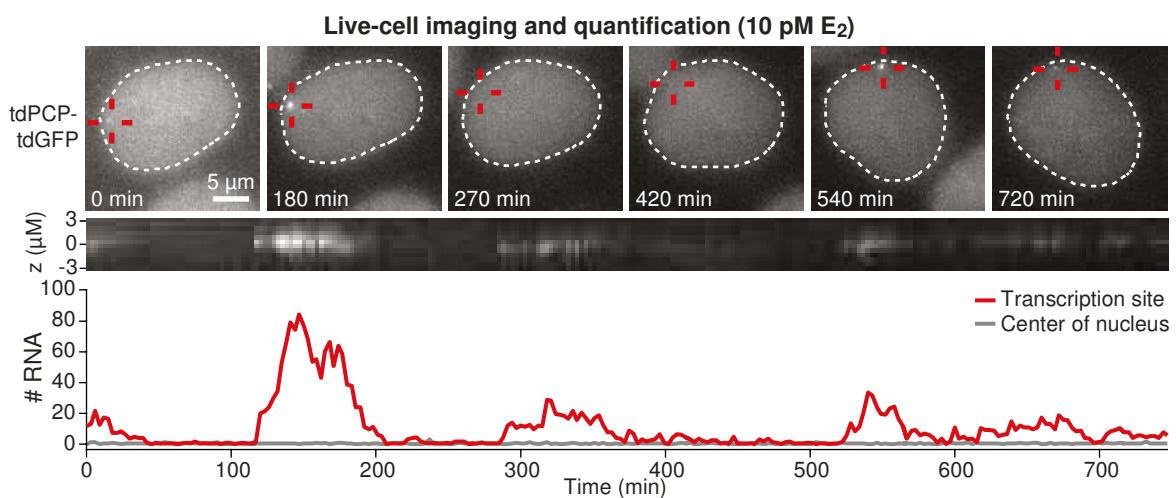 Live-cell imaging and quantification (10 pM E₂)
tdPCP-
tdGFP
0 min
5 µm
180 min
270 min
420 min
540 min
720 min
z (µM)
3
0
-3
# RNA
100
80
60
40
20
0
Transcription site
Center of nucleus
0
100
200
300
400
500
600
700
Time (min)